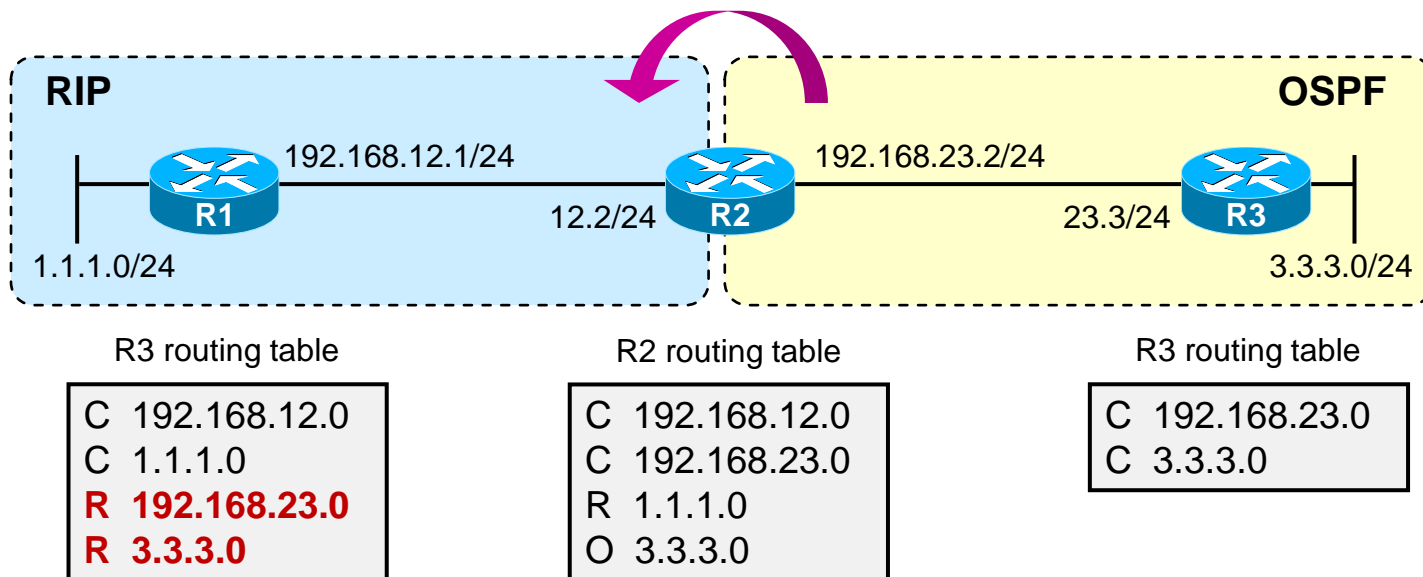 RIP
OSPF
192.168.12.1/24
192.168.23.2/24
R1
12.2/24
R2
23.3/24
R3
1.1.1.0/24
3.3.3.0/24
R3 routing table
C 192.168.12.0
C 1.1.1.0
R 192.168.23.0
R 3.3.3.0
R2 routing table
C 192.168.12.0
C 192.168.23.0
R 1.1.1.0
O 3.3.3.0
R3 routing table
C 192.168.23.0
C 3.3.3.0